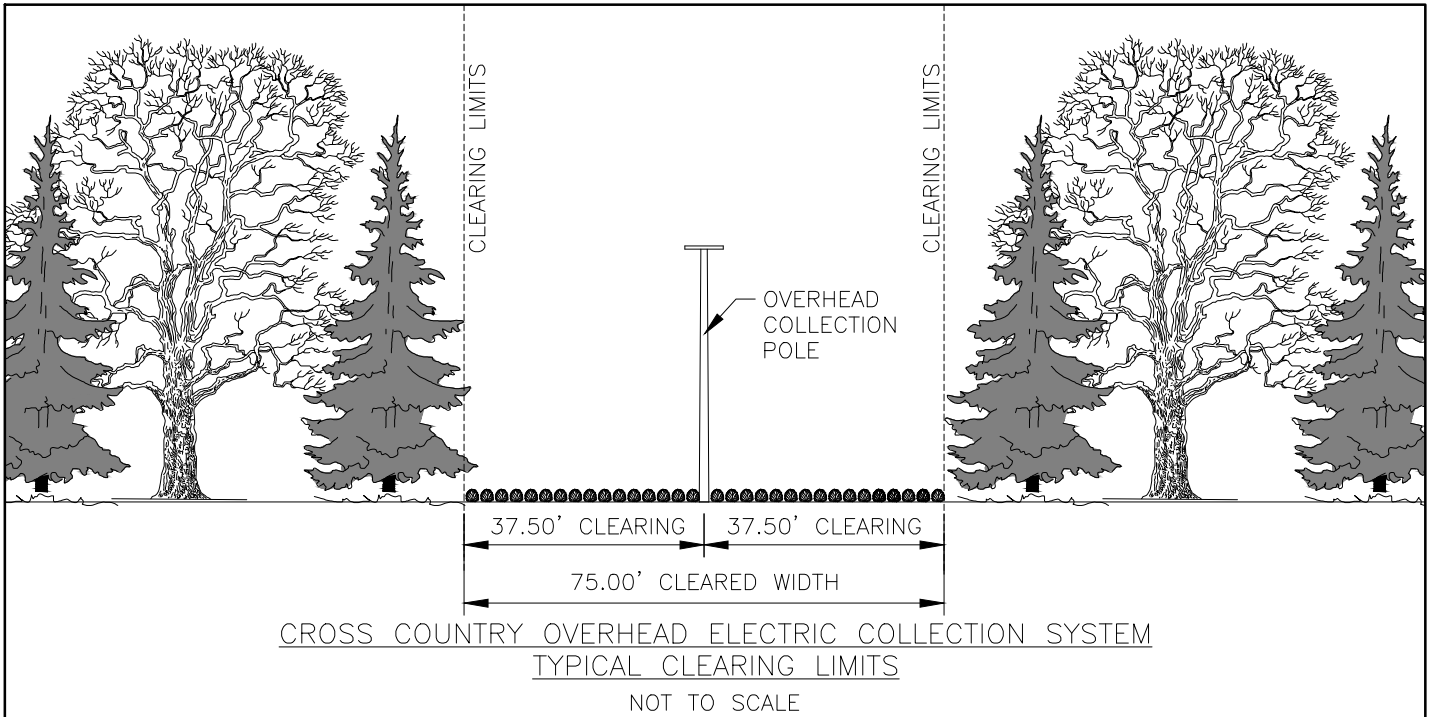 CLEARING LIMITS
CLEARING LIMITS
OVERHEAD
COLLECTION
POLE
37.50' CLEARING
37.50' CLEARING
75.00' CLEARED WIDTH
CROSS COUNTRY OVERHEAD ELECTRIC COLLECTION SYSTEM
TYPICAL CLEARING LIMITS
NOT TO SCALE